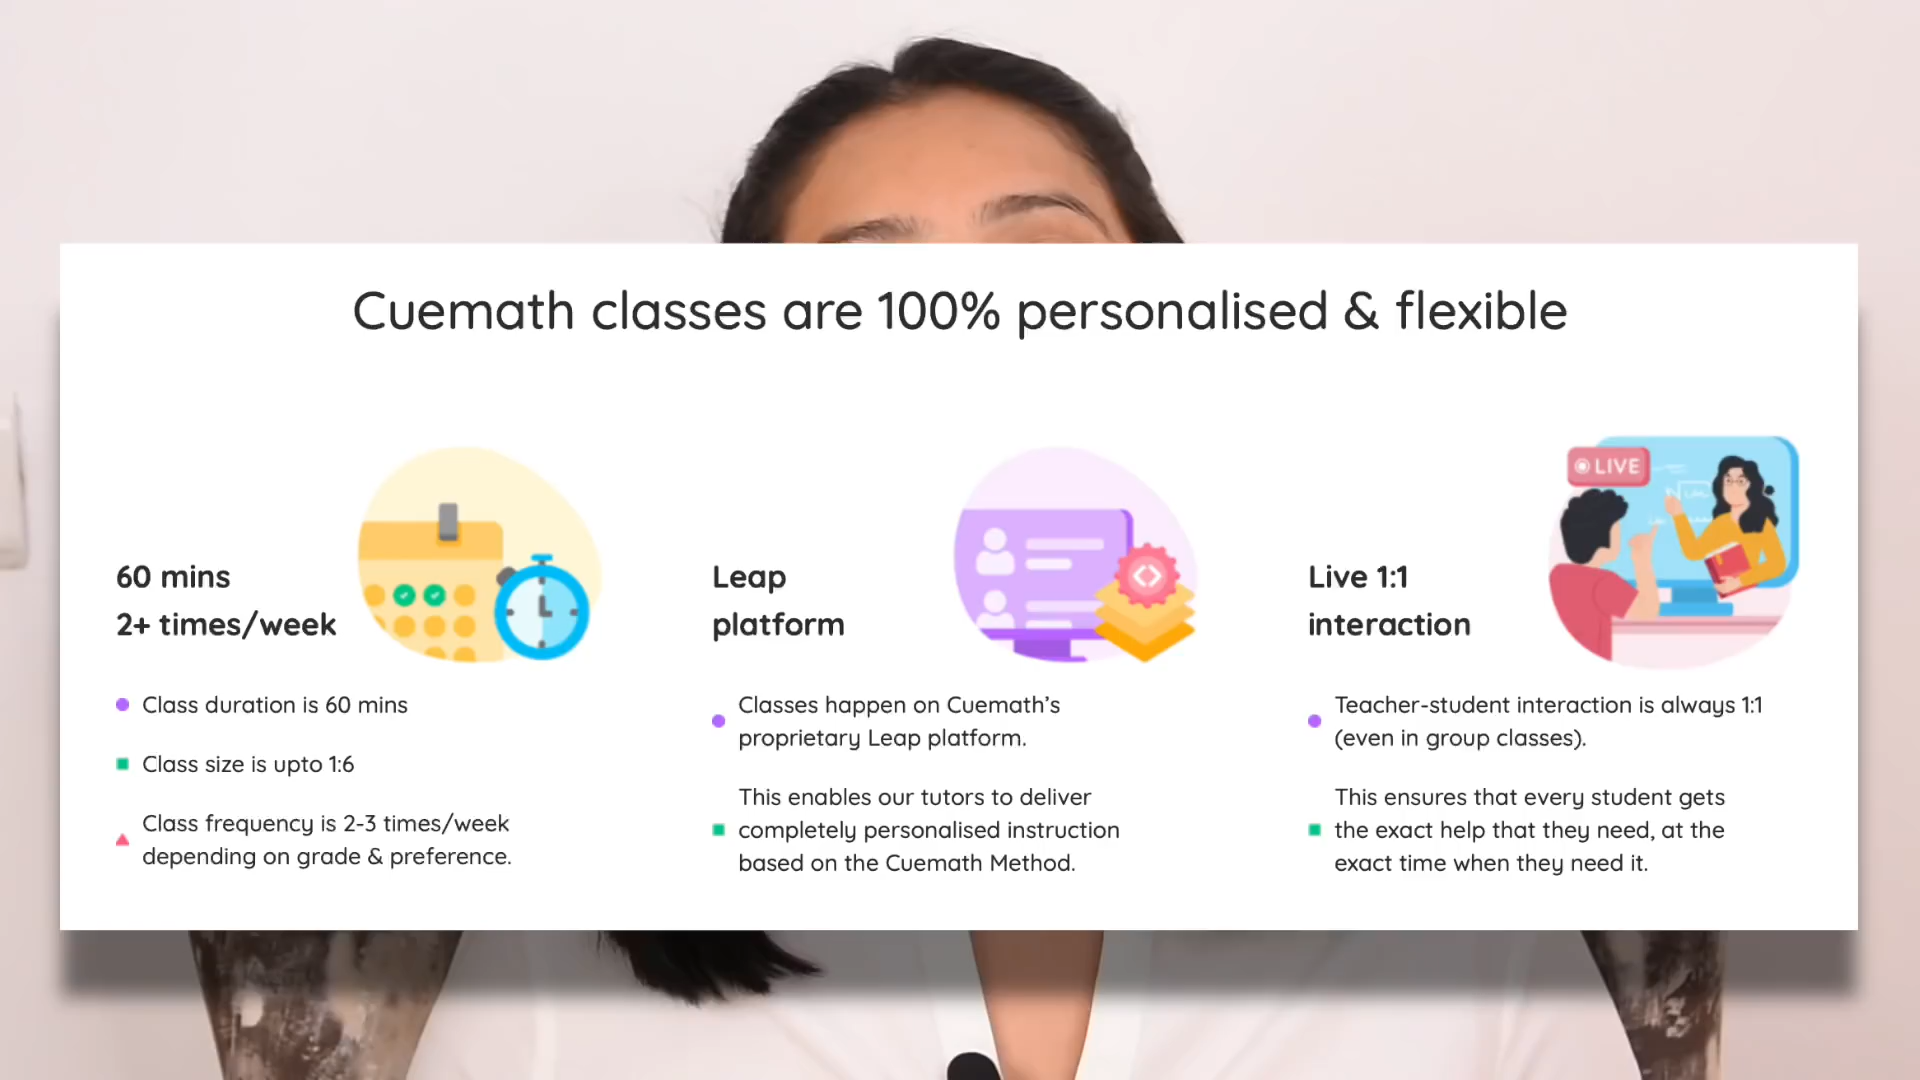 Cuemath classes are 100% personalised & flexible
60 mins
2+ times/week
Class duration is 60 mins
Class size is upto 1:6
Class frequency is 2-3 times/week
depending on grade & preference.
Leap
platform
Classes happen on Cuemath’s
proprietary Leap platform.
This enables our tutors to deliver
completely personalised instruction
based on the Cuemath Method.
LIVE
Live 1:1
interaction
Teacher-student interaction is always 1:1
(even in group classes).
This ensures that every student gets
the exact help that they need, at the
exact time when they need it.